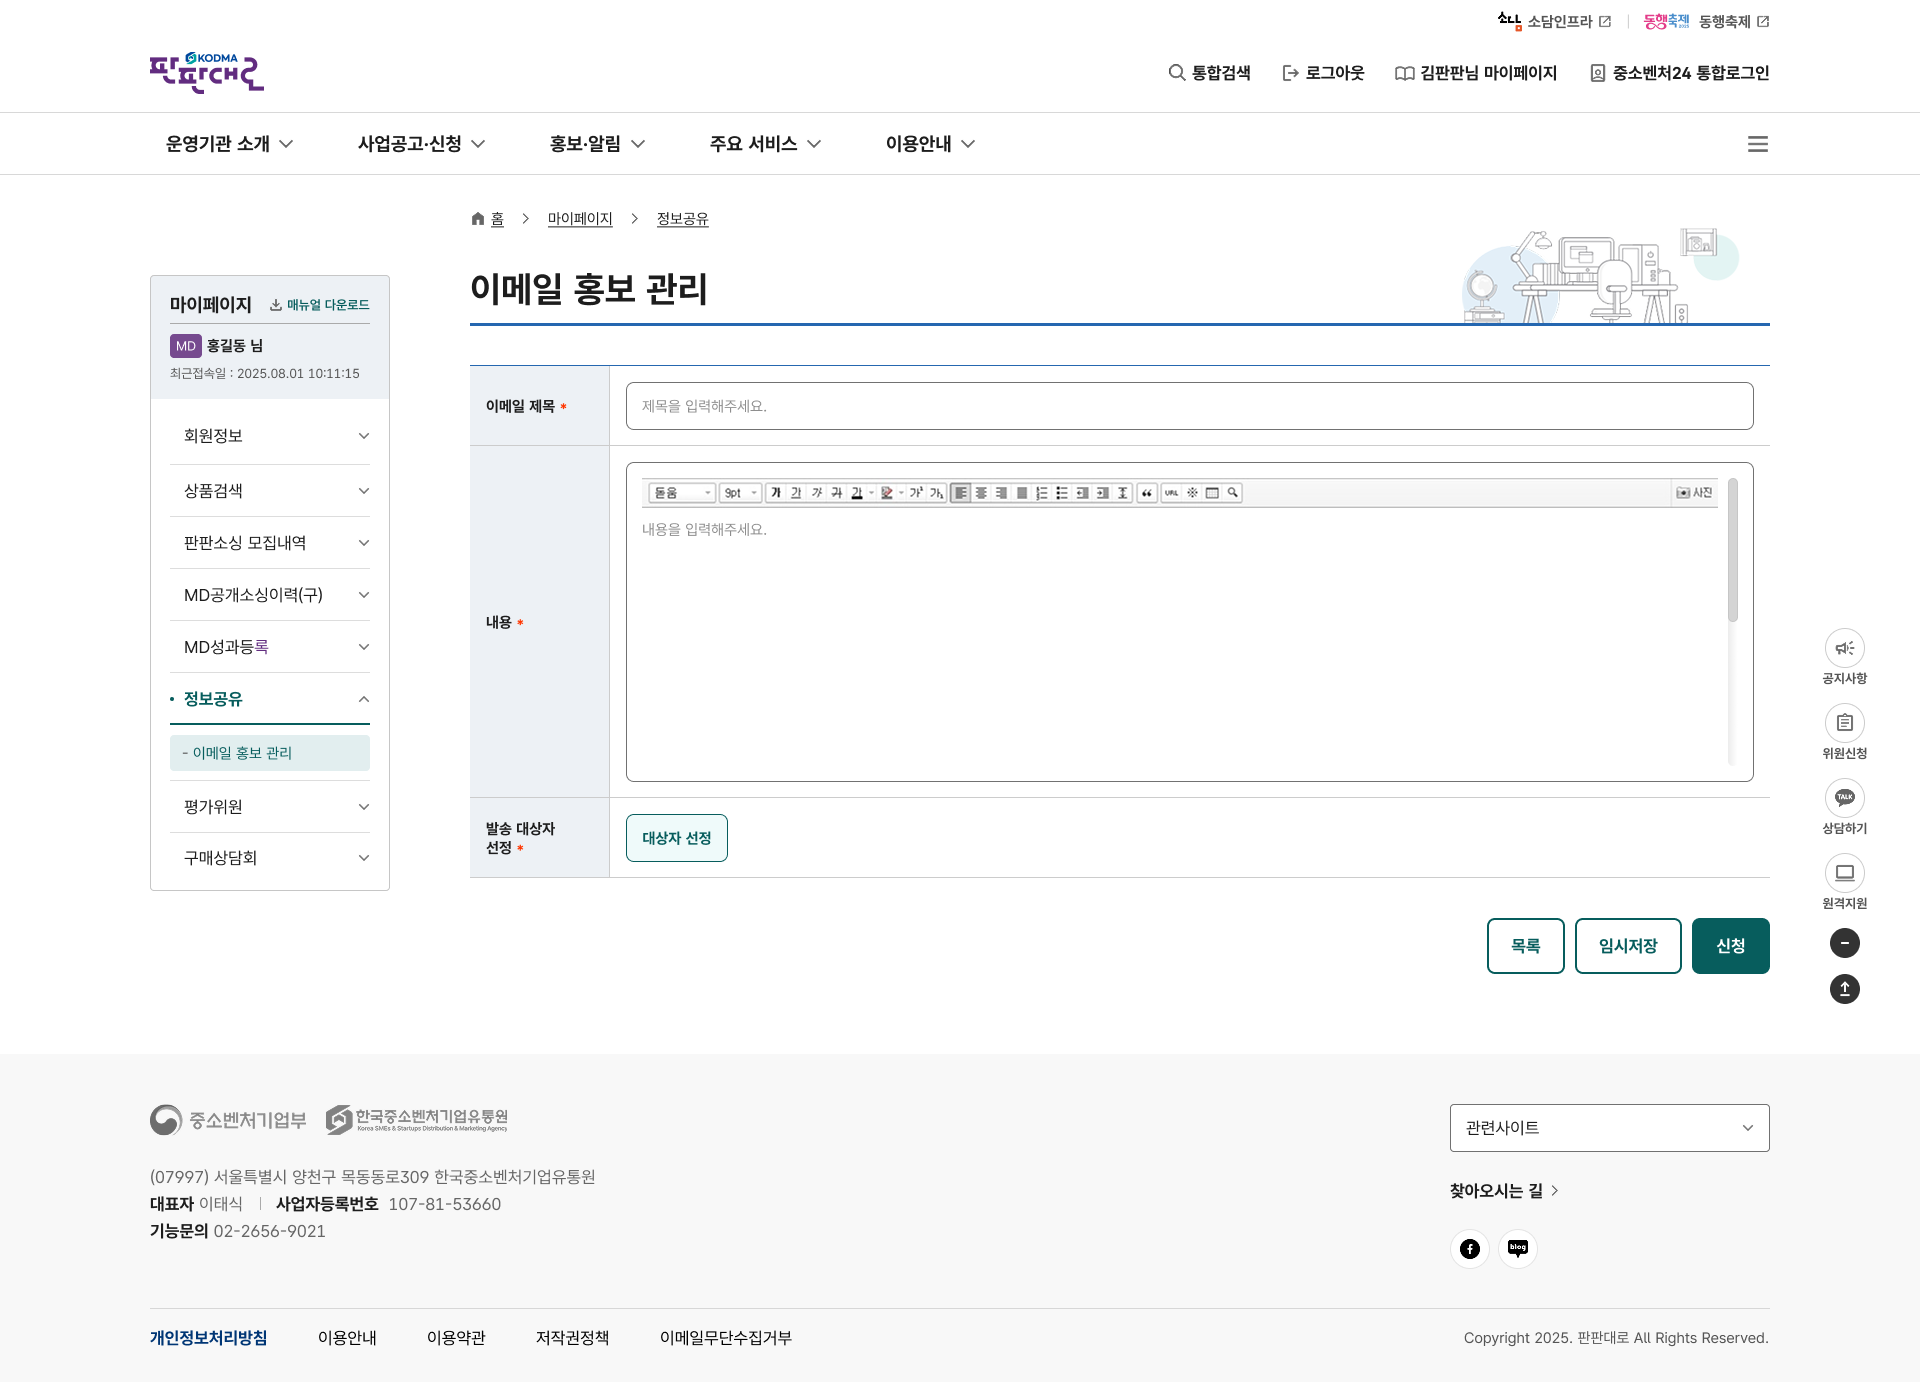 소담 소담인프라
동행축제 2025 동행축제
판판대로 KODMA
통합검색
로그아웃
김판판님 마이페이지
중소벤처24 통합로그인
운영기관 소개
사업공고·신청
홍보·알림
주요 서비스
이용안내
홈
마이페이지
정보공유
이메일 홍보 관리
마이페이지
매뉴얼 다운로드
MD 홍길동 님
최근접속일 : 2025.08.01 10:11:15
회원정보
상품검색
판판소싱 모집내역
MD공개소싱이력(구)
MD성과등록
정보공유
- 이메일 홍보 관리
평가위원
구매상담회
이메일 제목 *
제목을 입력해주세요.
내용 *
돋움 9pt 가 가 가 가 가 가 가 URL 사진
내용을 입력해주세요.
발송 대상자
선정 *
대상자 선정
목록
임시저장
신청
공지사항
위원신청
TALK
상담하기
원격지원
중소벤처기업부
한국중소벤처기업유통원
Korea SMEs & Startups Distribution & Marketing Agency
(07997) 서울특별시 양천구 목동동로309 한국중소벤처기업유통원
대표자 이태식 | 사업자등록번호 107-81-53660
기능문의 02-2656-9021
관련사이트
찾아오시는 길
f
blog
개인정보처리방침
이용안내
이용약관
저작권정책
이메일무단수집거부
Copyright 2025. 판판대로 All Rights Reserved.